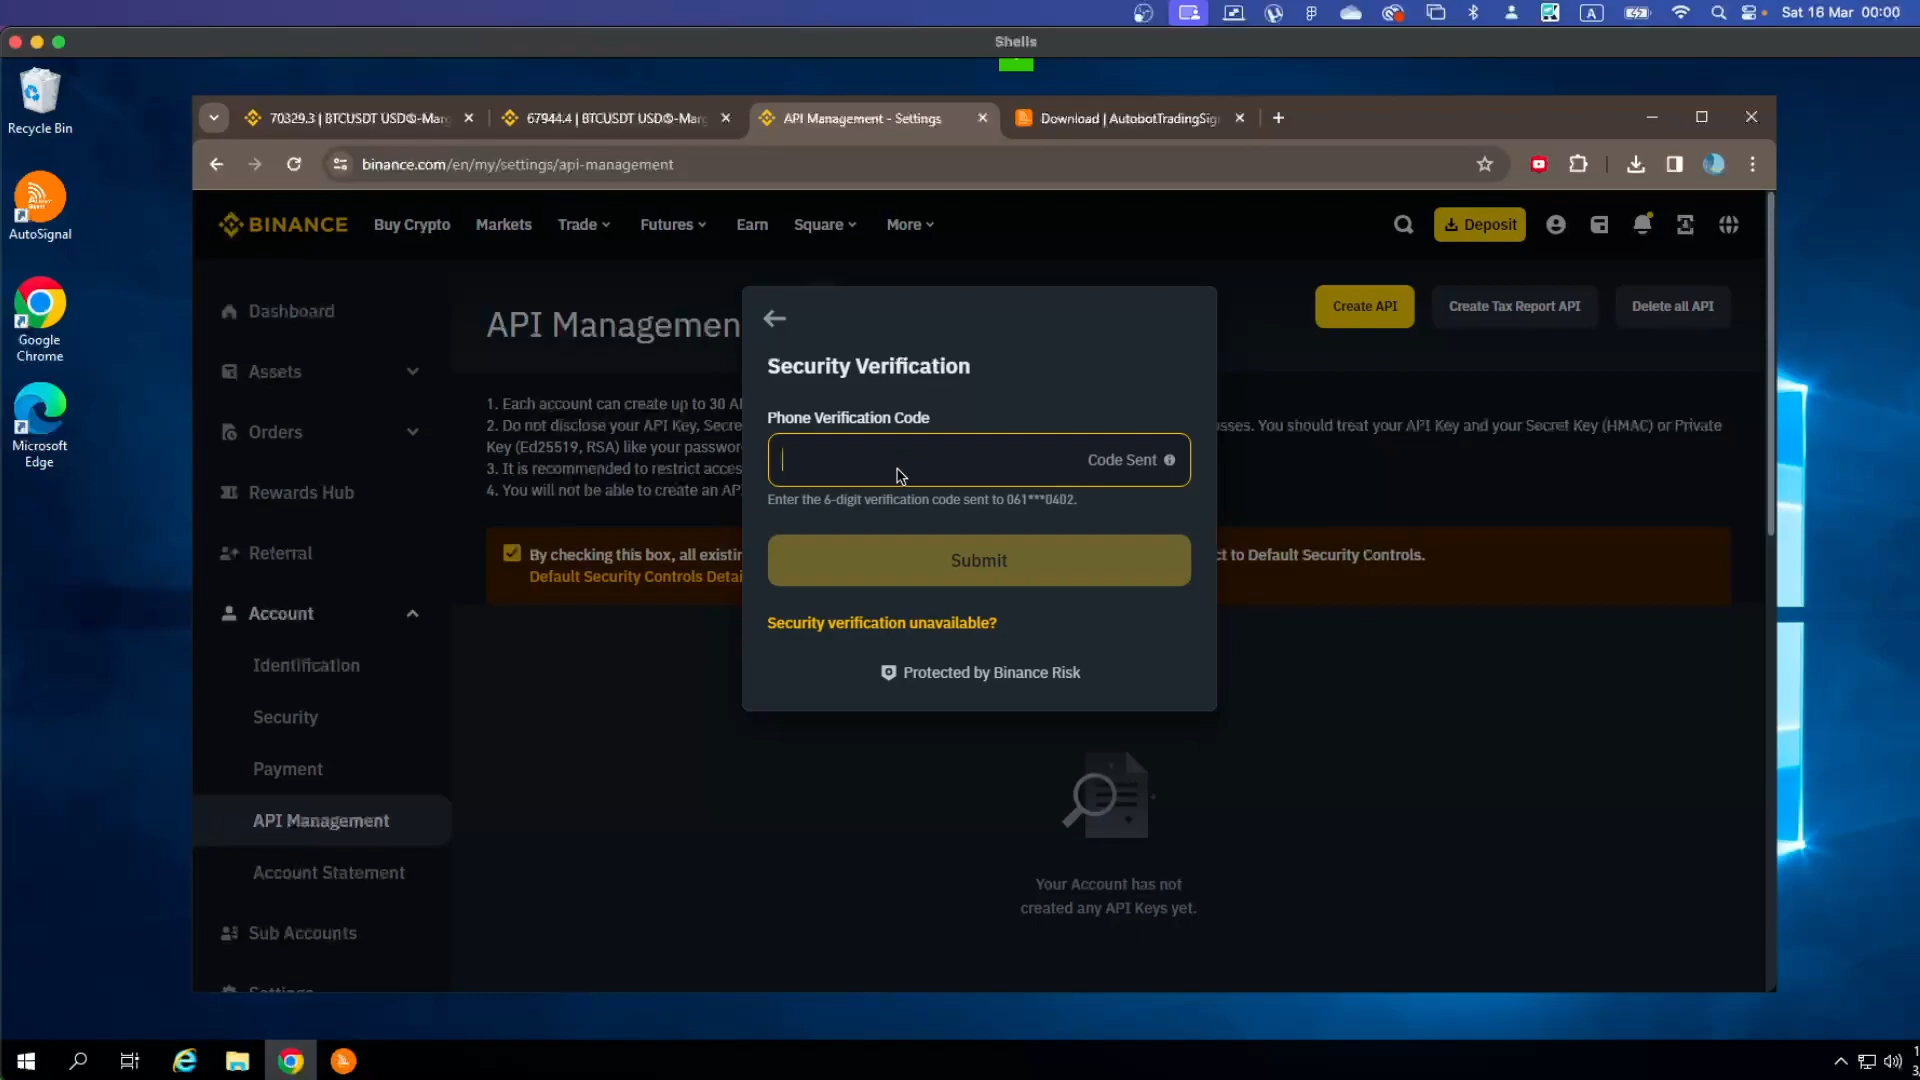 Sat 16 Mar 00:00
Shells
Recycle Bin
AutoSignal
Google
Chrome
Microsoft
Edge
70329.3 | BTCUSDT USDⓈ-Mar
67944.4 | BTCUSDT USDⓈ-Mar
API Management - Settings
Download | AutobotTradingSig
binance.com/en/my/settings/api-management
BINANCE
Buy Crypto
Markets
Trade
Futures
Earn
Square
More
Deposit
Dashboard
Assets
Orders
Rewards Hub
Referral
Account
Identification
Security
Payment
API Management
Account Statement
Sub Accounts
Settings
API Managemen
Create API
Create Tax Report API
Delete all API
1. Each account can create up to 30 AP
2. Do not disclose your API Key, Secre
sses. You should treat your API Key and your Secret Key (HMAC) or Private
Key (Ed25519, RSA) like your passwor
3. It is recommended to restrict acces
4. You will not be able to create an AP
By checking this box, all existin
ct to Default Security Controls.
Default Security Controls Detai
Security Verification
Phone Verification Code
Code Sent
Enter the 6-digit verification code sent to 061***0402.
Submit
Security verification unavailable?
Protected by Binance Risk
Your Account has not
created any API Keys yet.